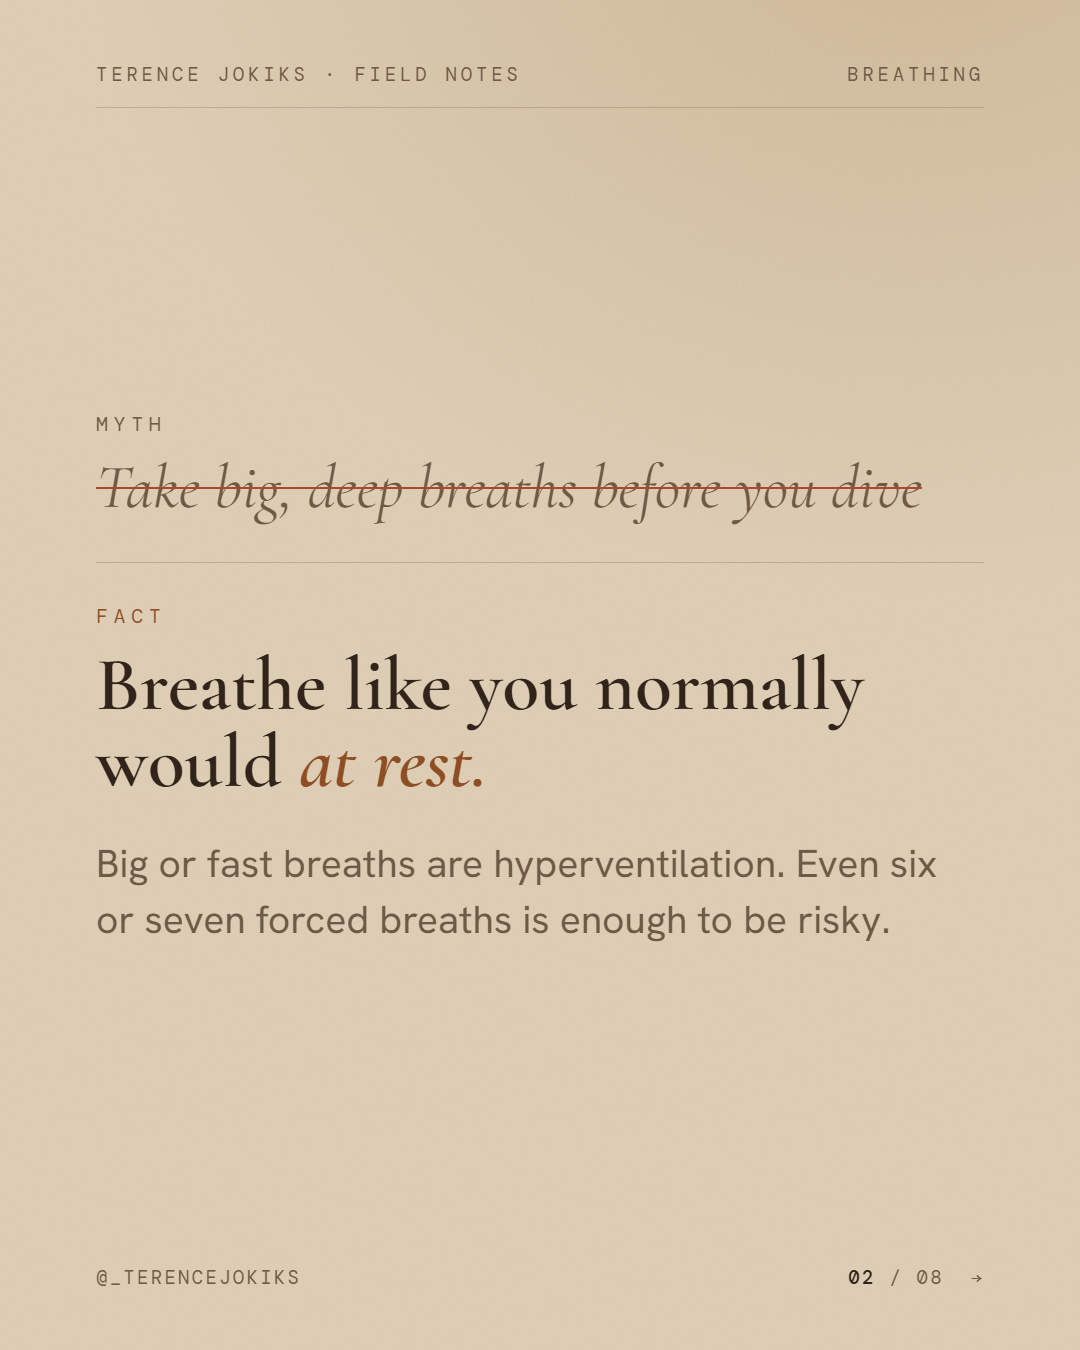 TERENCE JOKIKS · FIELD NOTES
BREATHING
MYTH
Take big, deep breaths before you dive
FACT
Breathe like you normally
would at rest.
Big or fast breaths are hyperventilation. Even six
or seven forced breaths is enough to be risky.
@_TERENCEJOKIKS
02 / 08 →